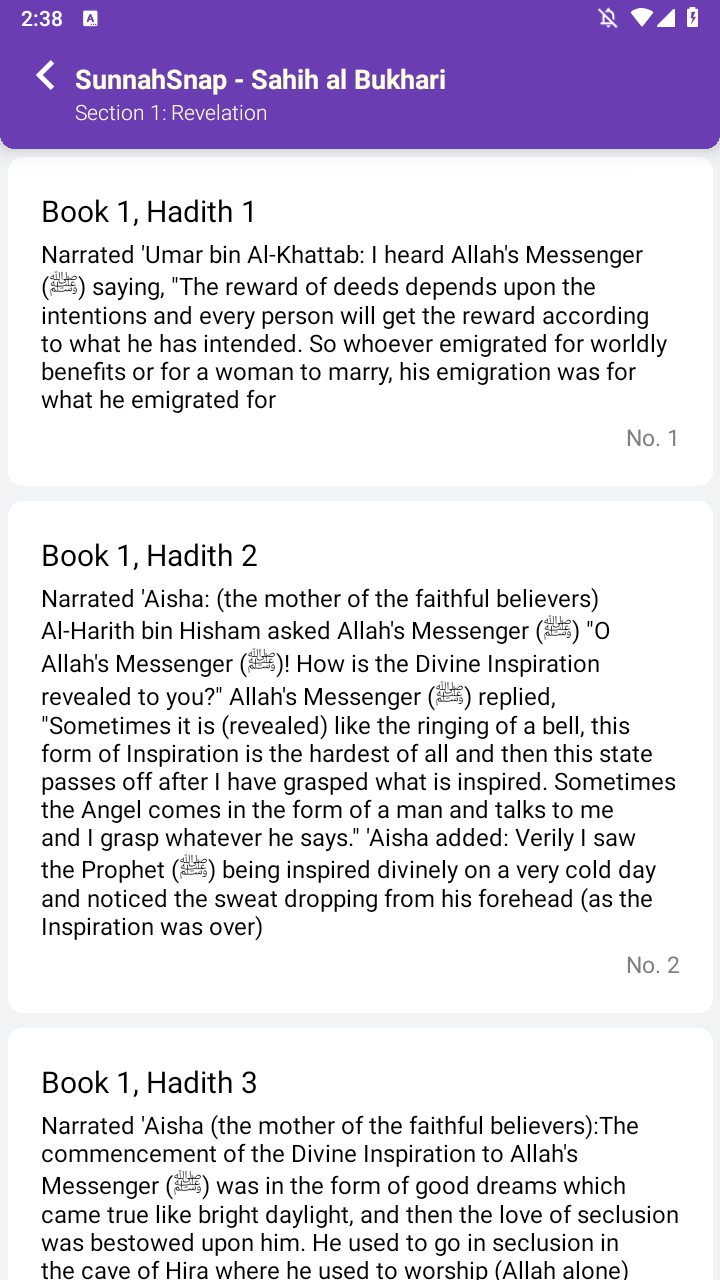 2:38
A
SunnahSnap - Sahih al Bukhari
Section 1: Revelation
Book 1, Hadith 1
Narrated 'Umar bin Al-Khattab: I heard Allah's Messenger
(ﷺ) saying, "The reward of deeds depends upon the
intentions and every person will get the reward according
to what he has intended. So whoever emigrated for worldly
benefits or for a woman to marry, his emigration was for
what he emigrated for
No. 1
Book 1, Hadith 2
Narrated 'Aisha: (the mother of the faithful believers)
Al-Harith bin Hisham asked Allah's Messenger (ﷺ) "O
Allah's Messenger (ﷺ)! How is the Divine Inspiration
revealed to you?" Allah's Messenger (ﷺ) replied,
"Sometimes it is (revealed) like the ringing of a bell, this
form of Inspiration is the hardest of all and then this state
passes off after I have grasped what is inspired. Sometimes
the Angel comes in the form of a man and talks to me
and I grasp whatever he says." 'Aisha added: Verily I saw
the Prophet (ﷺ) being inspired divinely on a very cold day
and noticed the sweat dropping from his forehead (as the
Inspiration was over)
No. 2
Book 1, Hadith 3
Narrated 'Aisha (the mother of the faithful believers):The
commencement of the Divine Inspiration to Allah's
Messenger (ﷺ) was in the form of good dreams which
came true like bright daylight, and then the love of seclusion
was bestowed upon him. He used to go in seclusion in
the cave of Hira where he used to worship (Allah alone)